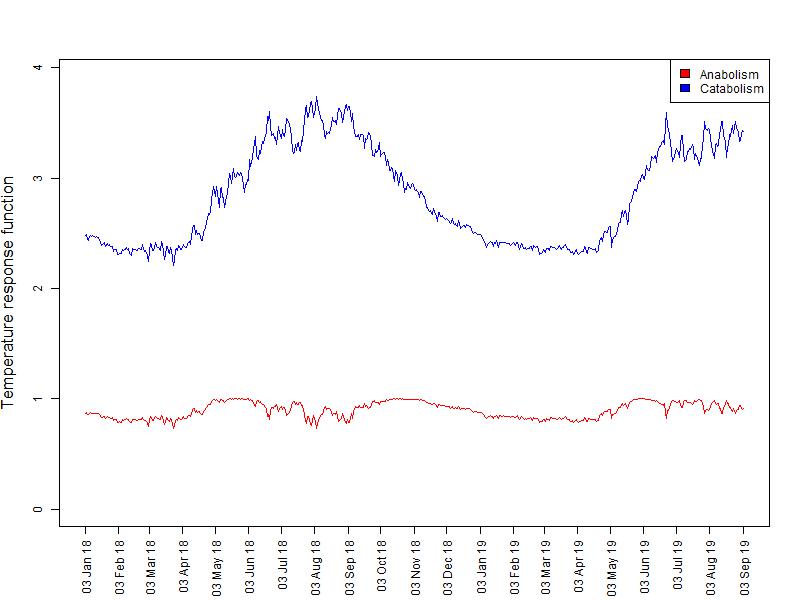 Anabolism
Catabolism
Temperature response function
4
3
2
1
0
03 Jan 18
03 Feb 18
03 Mar 18
03 Apr 18
03 May 18
03 Jun 18
03 Jul 18
03 Aug 18
03 Sep 18
03 Oct 18
03 Nov 18
03 Dec 18
03 Jan 19
03 Feb 19
03 Mar 19
03 Apr 19
03 May 19
03 Jun 19
03 Jul 19
03 Aug 19
03 Sep 19